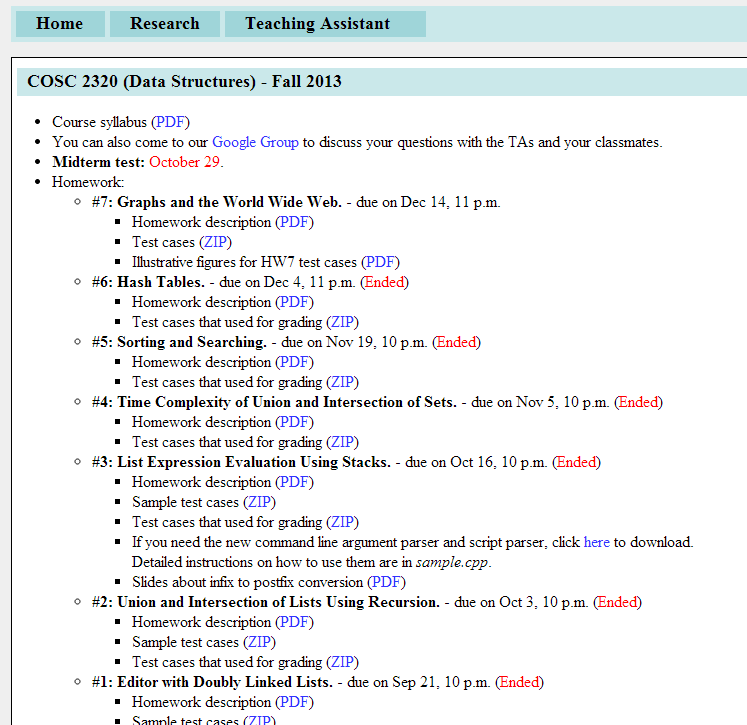 Home Research Teaching Assistant
COSC 2320 (Data Structures) - Fall 2013
Course syllabus (PDF)
You can also come to our Google Group to discuss your questions with the TAs and your classmates.
Midterm test: October 29.
Homework:
#7: Graphs and the World Wide Web. - due on Dec 14, 11 p.m.
Homework description (PDF)
Test cases (ZIP)
Illustrative figures for HW7 test cases (PDF)
#6: Hash Tables. - due on Dec 4, 11 p.m. (Ended)
Homework description (PDF)
Test cases that used for grading (ZIP)
#5: Sorting and Searching. - due on Nov 19, 10 p.m. (Ended)
Homework description (PDF)
Test cases that used for grading (ZIP)
#4: Time Complexity of Union and Intersection of Sets. - due on Nov 5, 10 p.m. (Ended)
Homework description (PDF)
Test cases that used for grading (ZIP)
#3: List Expression Evaluation Using Stacks. - due on Oct 16, 10 p.m. (Ended)
Homework description (PDF)
Sample test cases (ZIP)
Test cases that used for grading (ZIP)
If you need the new command line argument parser and script parser, click here to download.
Detailed instructions on how to use them are in sample.cpp.
Slides about infix to postfix conversion (PDF)
#2: Union and Intersection of Lists Using Recursion. - due on Oct 3, 10 p.m. (Ended)
Homework description (PDF)
Sample test cases (ZIP)
Test cases that used for grading (ZIP)
#1: Editor with Doubly Linked Lists. - due on Sep 21, 10 p.m. (Ended)
Homework description (PDF)
Sample test cases (ZIP)